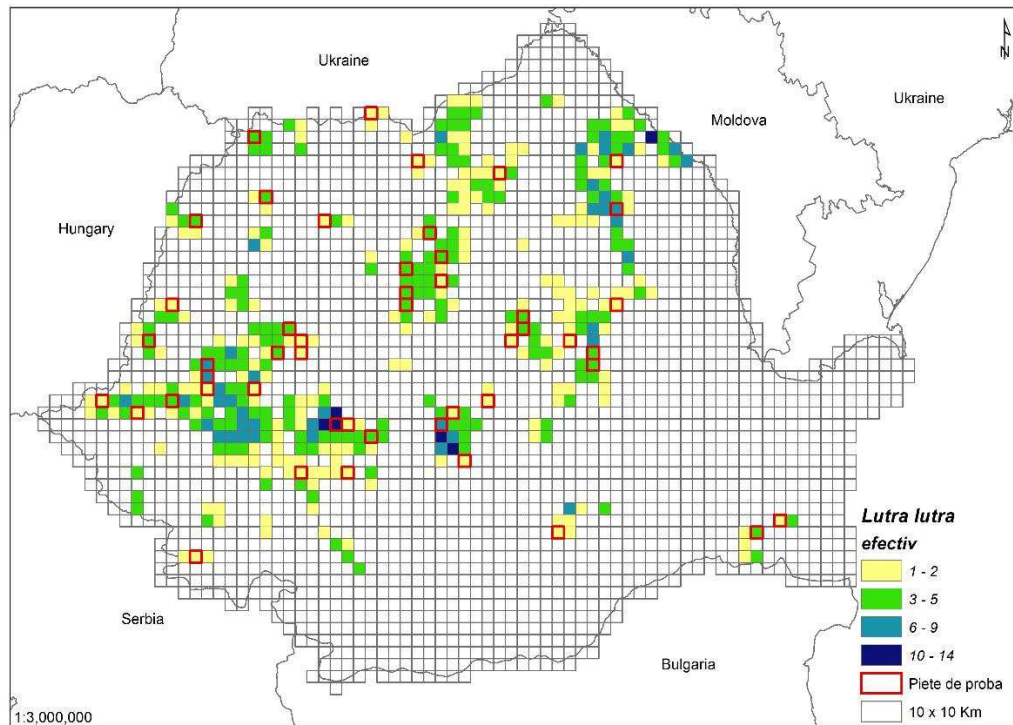 Ukraine
N
Moldova
Ukraine
Hungary
Serbia
Bulgaria
Lutra lutra
efectiv
1 - 2
3 - 5
6 - 9
10 - 14
Piete de proba
10 x 10 Km
1:3,000,000